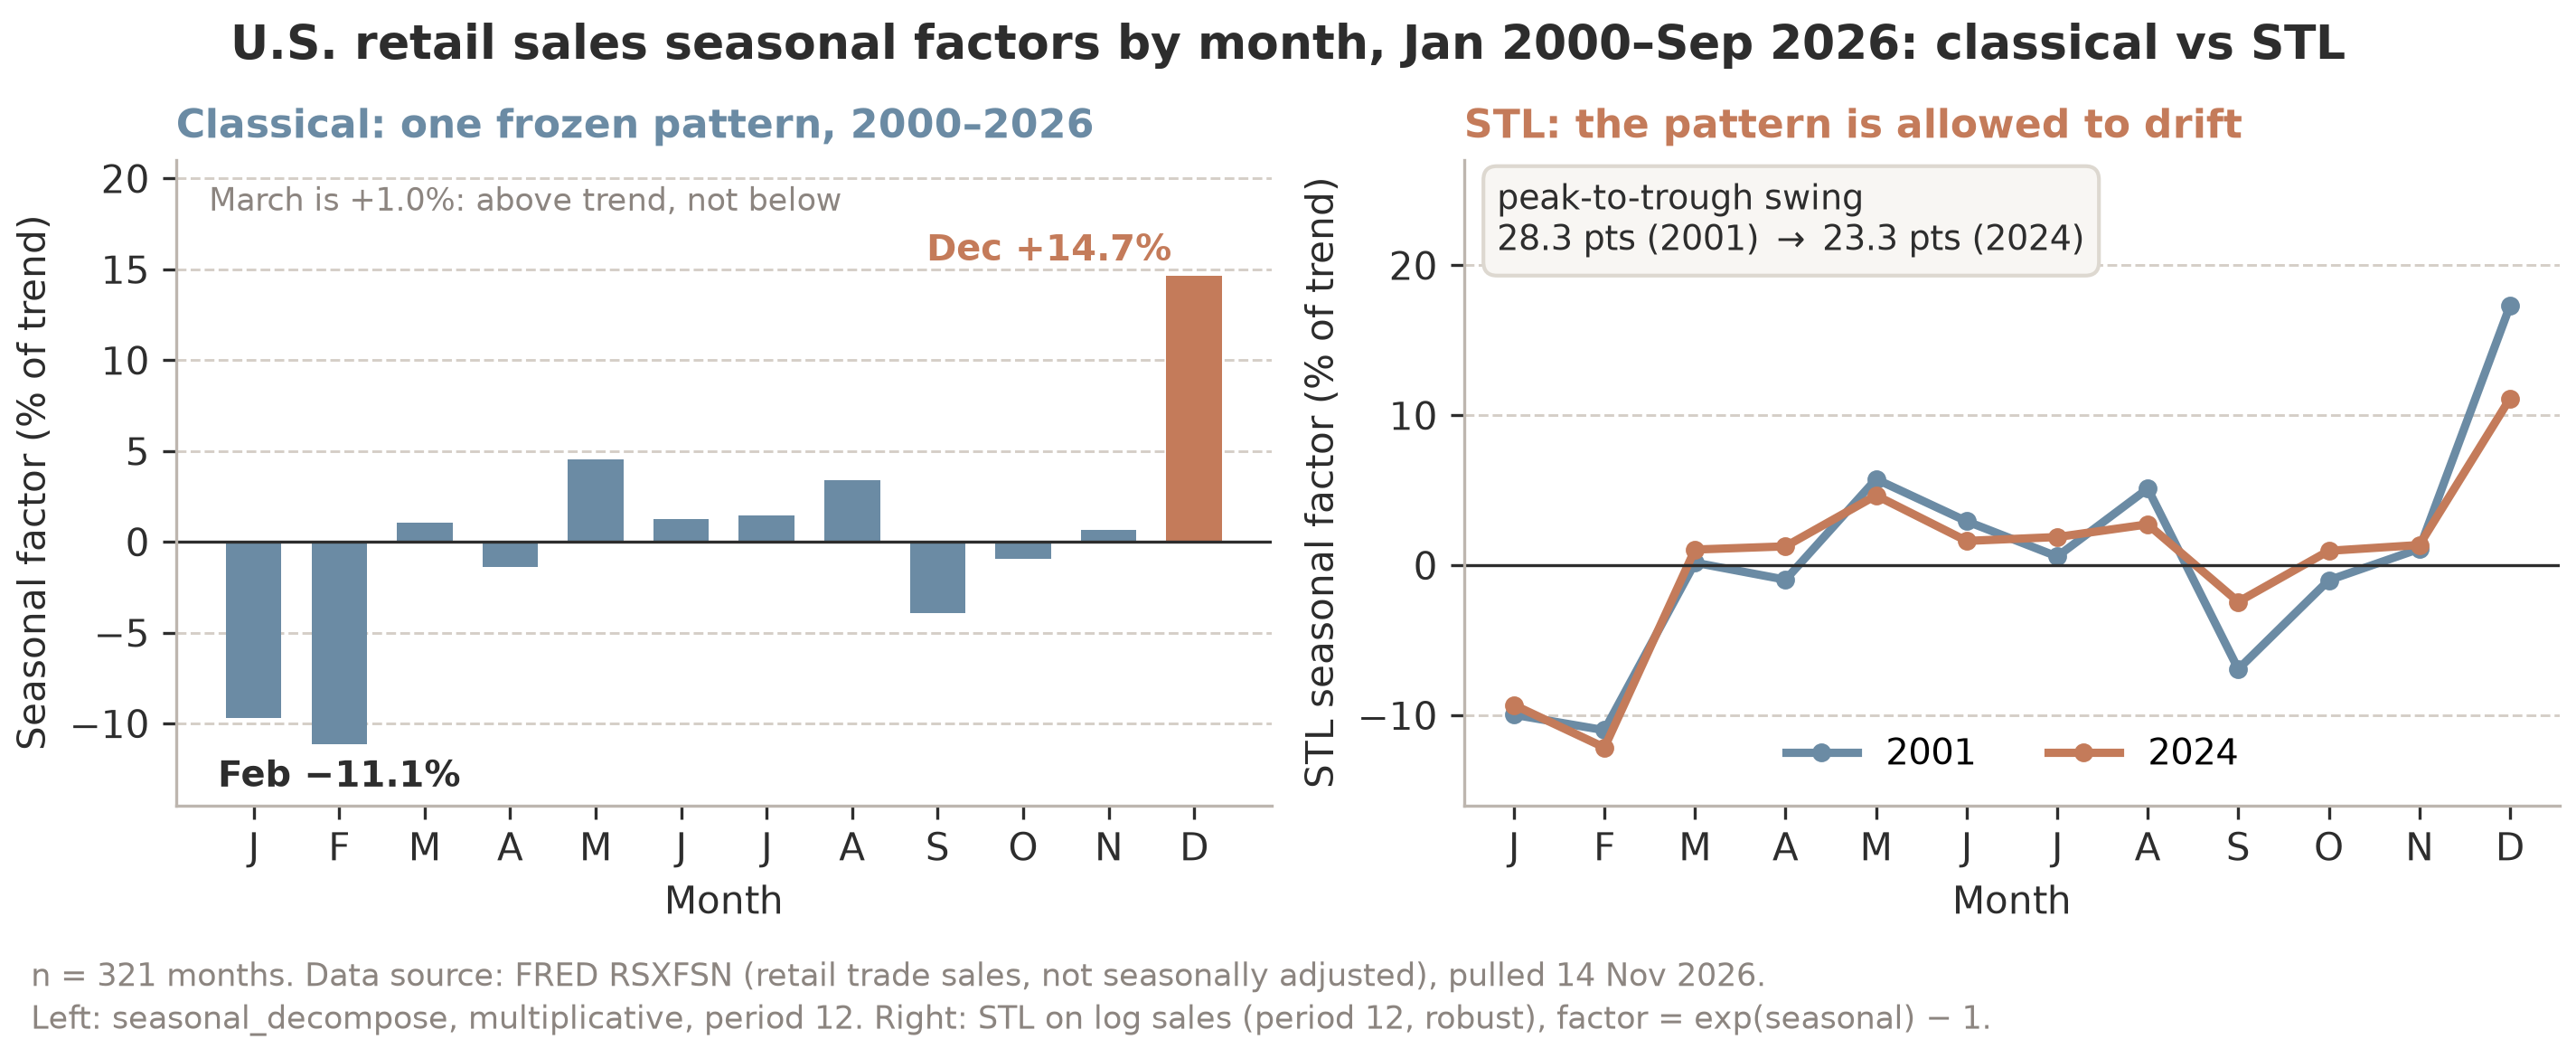 U.S. retail sales seasonal factors by month, Jan 2000–Sep 2026: classical vs STL
Classical: one frozen pattern, 2000–2026
Seasonal factor (% of trend)
20
15
10
5
0
−5
−10
March is +1.0%: above trend, not below
Dec +14.7%
Feb −11.1%
J F M A M J J A S O N D
Month
STL: the pattern is allowed to drift
STL seasonal factor (% of trend)
20
10
0
−10
peak-to-trough swing
28.3 pts (2001) → 23.3 pts (2024)
2001 2024
J F M A M J J A S O N D
Month
n = 321 months. Data source: FRED RSXFSN (retail trade sales, not seasonally adjusted), pulled 14 Nov 2026.
Left: seasonal_decompose, multiplicative, period 12. Right: STL on log sales (period 12, robust), factor = exp(seasonal) − 1.